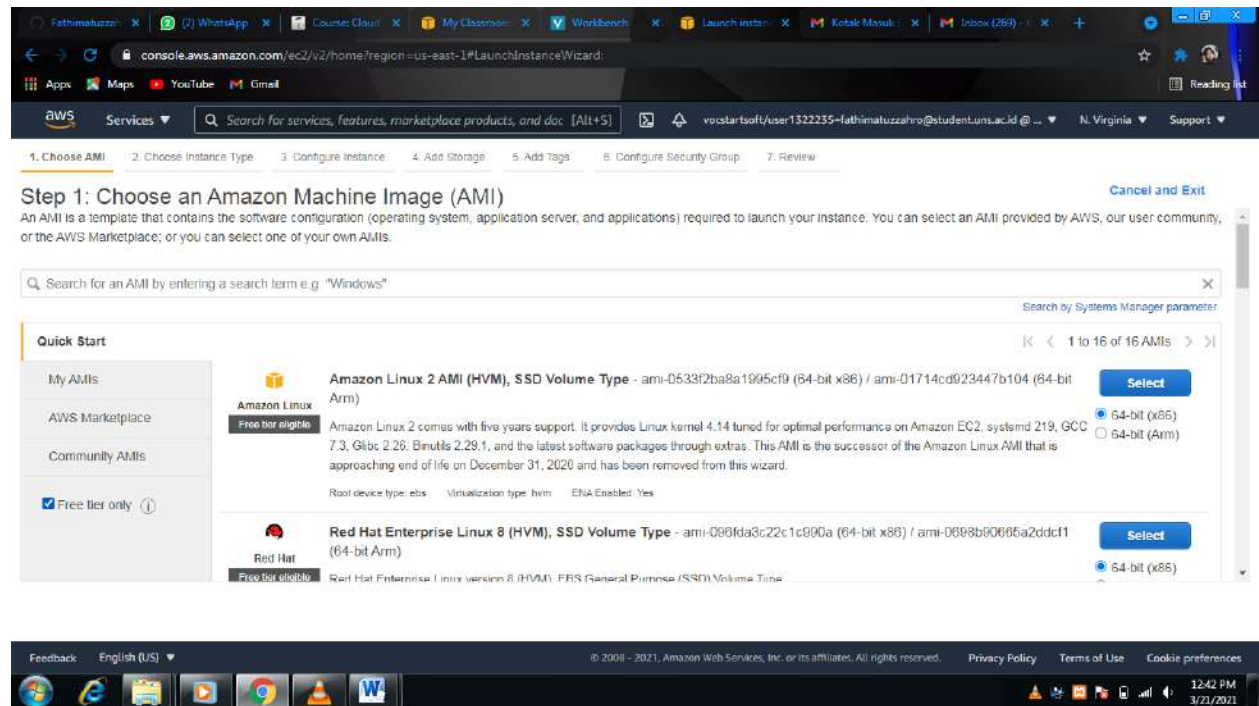 Fathimatuzzah
(2) WhatsApp
Course: Cloud
My Classroom
Workbench
Launch instan
Kotak Masuk
Inbox (269) - f
console.aws.amazon.com/ec2/v2/home?region=us-east-1#LaunchInstanceWizard:
Apps Maps YouTube Gmail Reading list
aws Services Search for services, features, marketplace products, and doc [Alt+S] vocstartsoft/user1322235=fathimatuzzahro@student.uns.ac.id @ ... N. Virginia Support
1. Choose AMI 2. Choose Instance Type 3. Configure Instance 4. Add Storage 5. Add Tags 6. Configure Security Group 7. Review
Step 1: Choose an Amazon Machine Image (AMI) Cancel and Exit
An AMI is a template that contains the software configuration (operating system, application server, and applications) required to launch your instance. You can select an AMI provided by AWS, our user community,
or the AWS Marketplace; or you can select one of your own AMIs.
Search for an AMI by entering a search term e.g. "Windows"
Search by Systems Manager parameter
Quick Start
1 to 16 of 16 AMIs
My AMIs
AWS Marketplace
Community AMIs
Free tier only
Amazon Linux
Free tier eligible
Amazon Linux 2 AMI (HVM), SSD Volume Type - ami-0533f2ba8a1995cf9 (64-bit x86) / ami-01714cd923447b104 (64-bit
Arm)
Amazon Linux 2 comes with five years support. It provides Linux kernel 4.14 tuned for optimal performance on Amazon EC2, systemd 219, GCC
7.3, Glibc 2.26, Binutils 2.29.1, and the latest software packages through extras. This AMI is the successor of the Amazon Linux AMI that is
approaching end of life on December 31, 2020 and has been removed from this wizard.
Root device type: ebs Virtualization type: hvm ENA Enabled: Yes
Select
64-bit (x86)
64-bit (Arm)
Red Hat
Free tier eligible
Red Hat Enterprise Linux 8 (HVM), SSD Volume Type - ami-096fda3c22c1c990a (64-bit x86) / ami-0698b90665a2ddcf1
(64-bit Arm)
Red Hat Enterprise Linux version 8 (HVM), EBS General Purpose (SSD) Volume Type
Select
64-bit (x86)
Feedback English (US) © 2008 - 2021, Amazon Web Services, Inc. or its affiliates. All rights reserved. Privacy Policy Terms of Use Cookie preferences
12:42 PM
3/21/2021